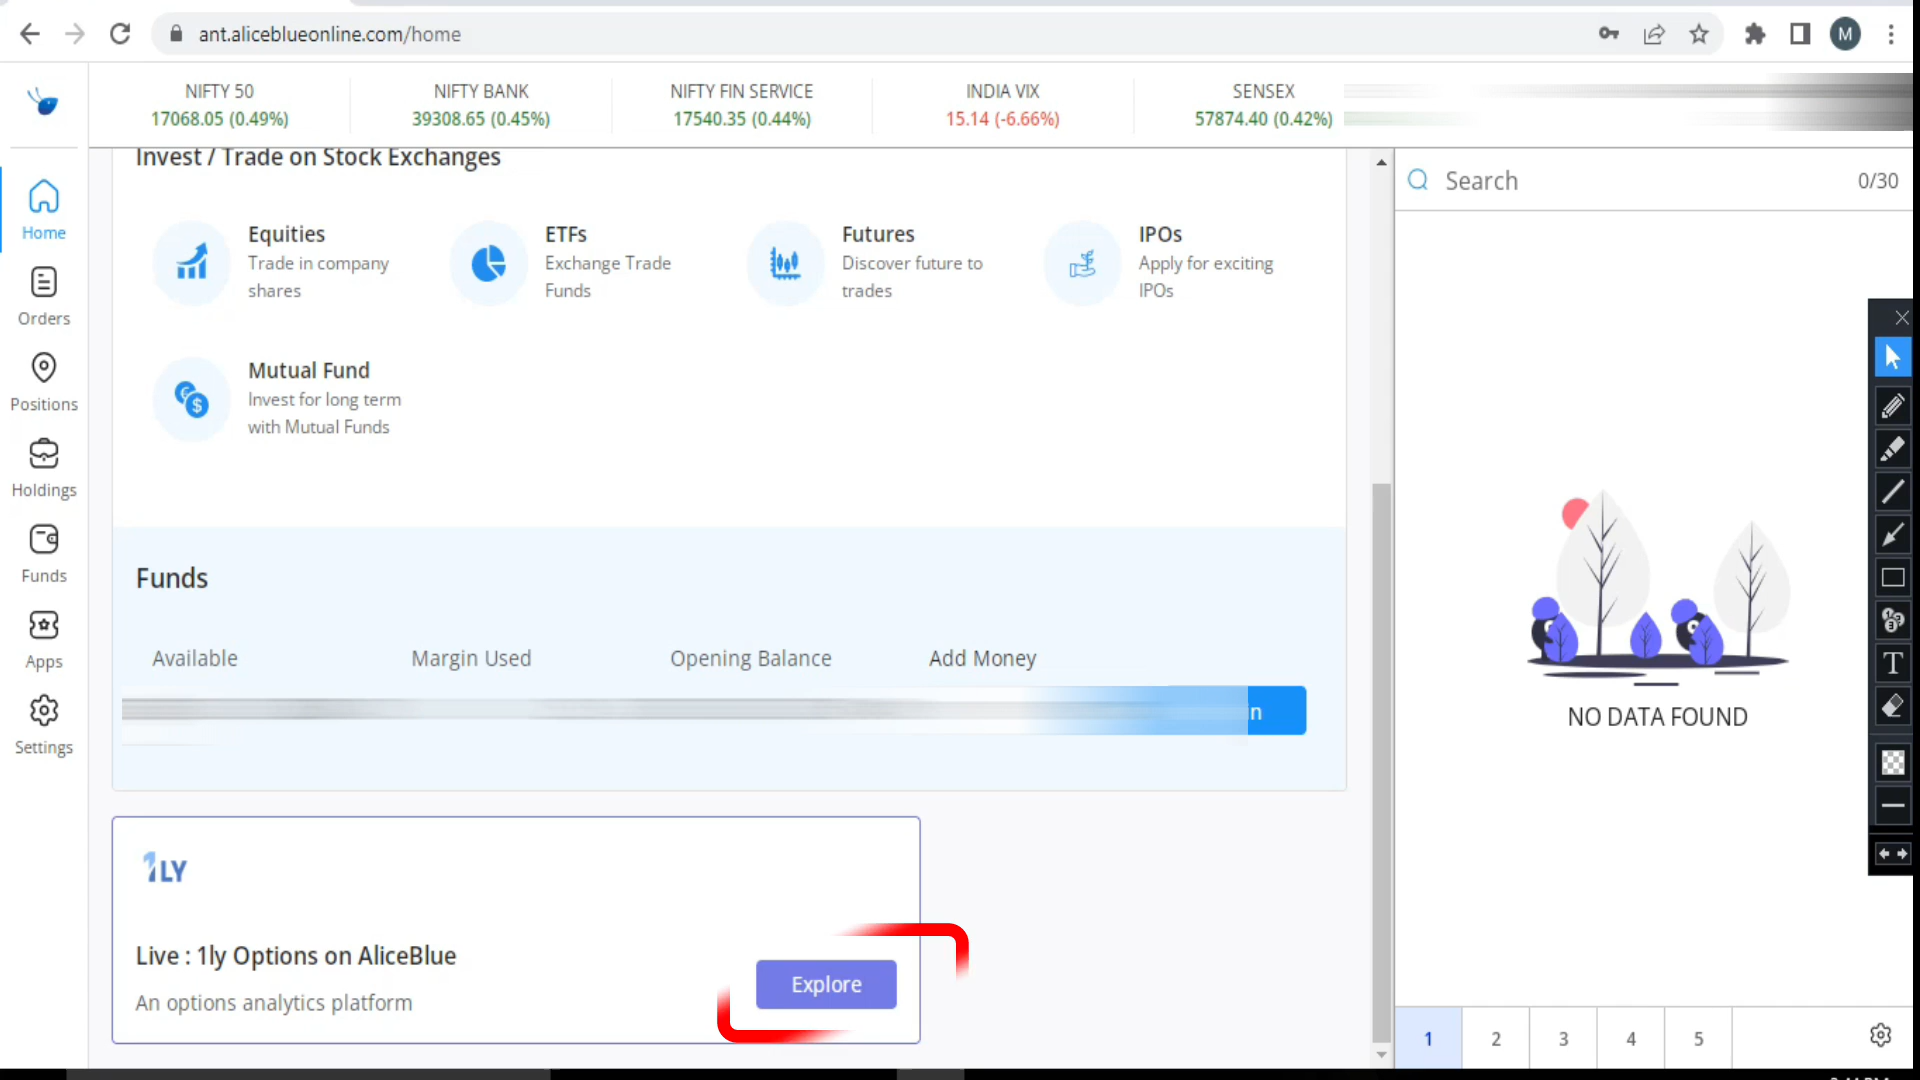 ant.aliceblueonline.com/home
M
NIFTY 50
17068.05 (0.49%)
NIFTY BANK
39308.65 (0.45%)
NIFTY FIN SERVICE
17540.35 (0.44%)
INDIA VIX
15.14 (-6.66%)
SENSEX
57874.40 (0.42%)
Home
Orders
Positions
Holdings
Funds
Apps
Settings
Invest / Trade on Stock Exchanges
Equities
Trade in company
shares
ETFs
Exchange Trade
Funds
Futures
Discover future to
trades
IPOs
Apply for exciting
IPOs
Mutual Fund
Invest for long term
with Mutual Funds
Funds
Available
Margin Used
Opening Balance
Add Money
1LY
Live : 1ly Options on AliceBlue
An options analytics platform
Explore
Search
0/30
NO DATA FOUND
1
2
3
4
5
T